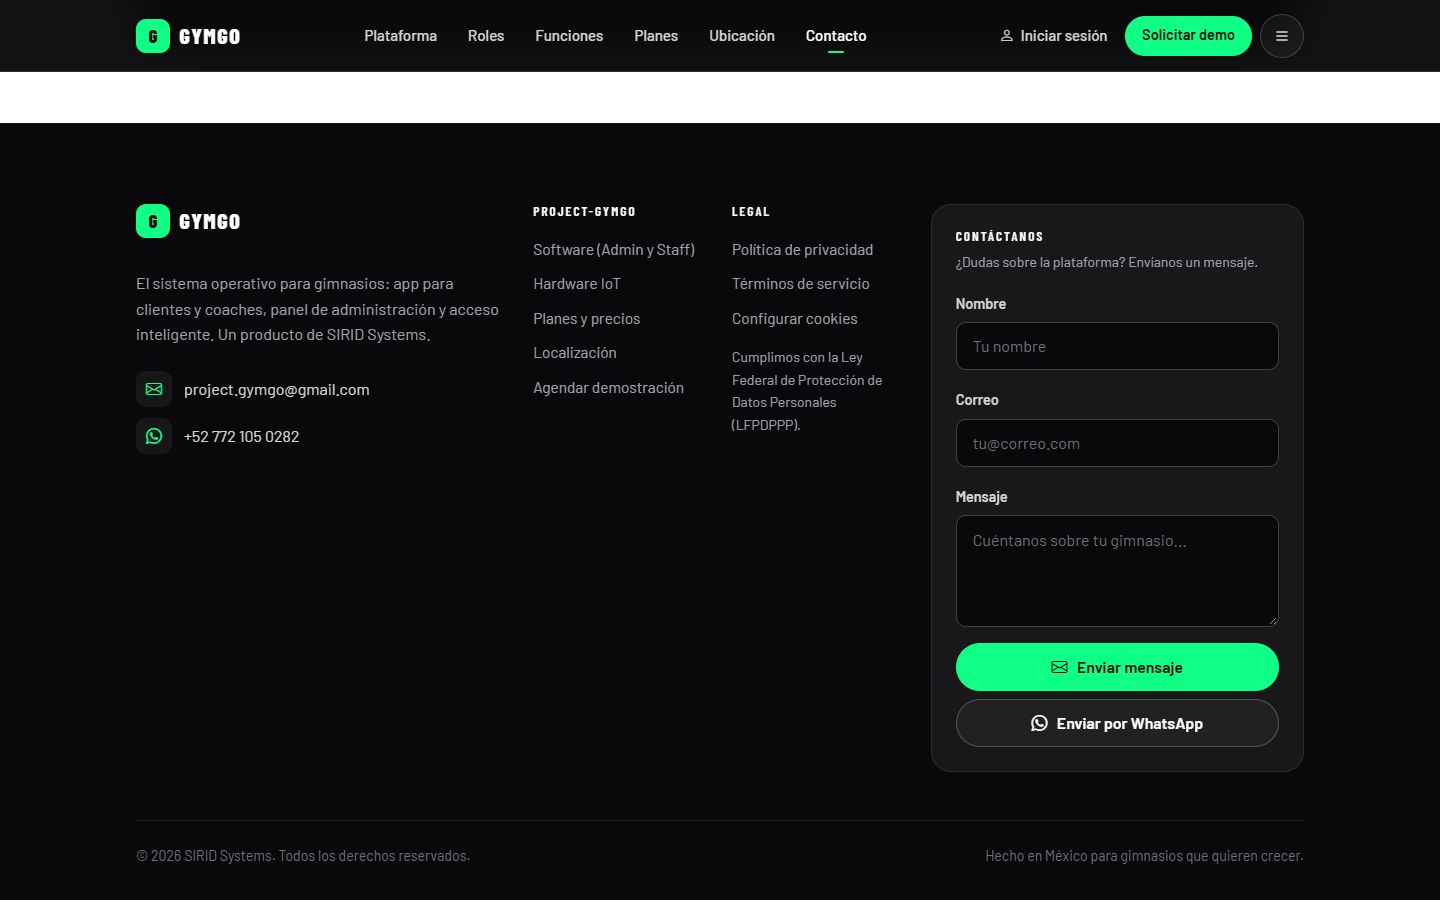 G GYMGO
Plataforma Roles Funciones Planes Ubicación Contacto
Iniciar sesión
Solicitar demo
G GYMGO
El sistema operativo para gimnasios: app para
clientes y coaches, panel de administración y acceso
inteligente. Un producto de SIRID Systems.
project.gymgo@gmail.com
+52 772 105 0282
PROJECT-GYMGO
Software (Admin y Staff)
Hardware IoT
Planes y precios
Localización
Agendar demostración
LEGAL
Política de privacidad
Términos de servicio
Configurar cookies
Cumplimos con la Ley
Federal de Protección de
Datos Personales
(LFPDPPP).
CONTÁCTANOS
¿Dudas sobre la plataforma? Envíanos un mensaje.
Nombre
Tu nombre
Correo
tu@correo.com
Mensaje
Cuéntanos sobre tu gimnasio...
Enviar mensaje
Enviar por WhatsApp
© 2026 SIRID Systems. Todos los derechos reservados.
Hecho en México para gimnasios que quieren crecer.